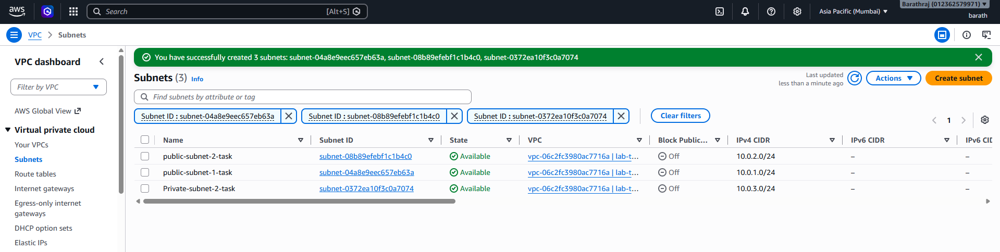 aws
Search [Alt+S]
Asia Pacific (Mumbai)
Barathraj (012362579971)
barath
VPC
Subnets
VPC dashboard
Filter by VPC
AWS Global View
Virtual private cloud
Your VPCs
Subnets
Route tables
Internet gateways
Egress-only internet
gateways
DHCP option sets
Elastic IPs
You have successfully created 3 subnets: subnet-04a8e9eec657eb63a, subnet-08b89efebf1c1b4c0, subnet-0372ea10f3c0a7074
Subnets (3) Info
Last updated
less than a minute ago
Actions
Create subnet
Find subnets by attribute or tag
Subnet ID : subnet-04a8e9eec657eb63a
Subnet ID : subnet-08b89efebf1c1b4c0
Subnet ID : subnet-0372ea10f3c0a7074
Clear filters
1
Name Subnet ID State VPC Block Public... IPv4 CIDR IPv6 CIDR IPv6 CID
public-subnet-2-task subnet-08b89efebf1c1b4c0 Available vpc-06c2fc3980ac7716a | lab-t... Off 10.0.2.0/24 – –
public-subnet-1-task subnet-04a8e9eec657eb63a Available vpc-06c2fc3980ac7716a | lab-t... Off 10.0.1.0/24 – –
Private-subnet-2-task subnet-0372ea10f3c0a7074 Available vpc-06c2fc3980ac7716a | lab-t... Off 10.0.3.0/24 – –